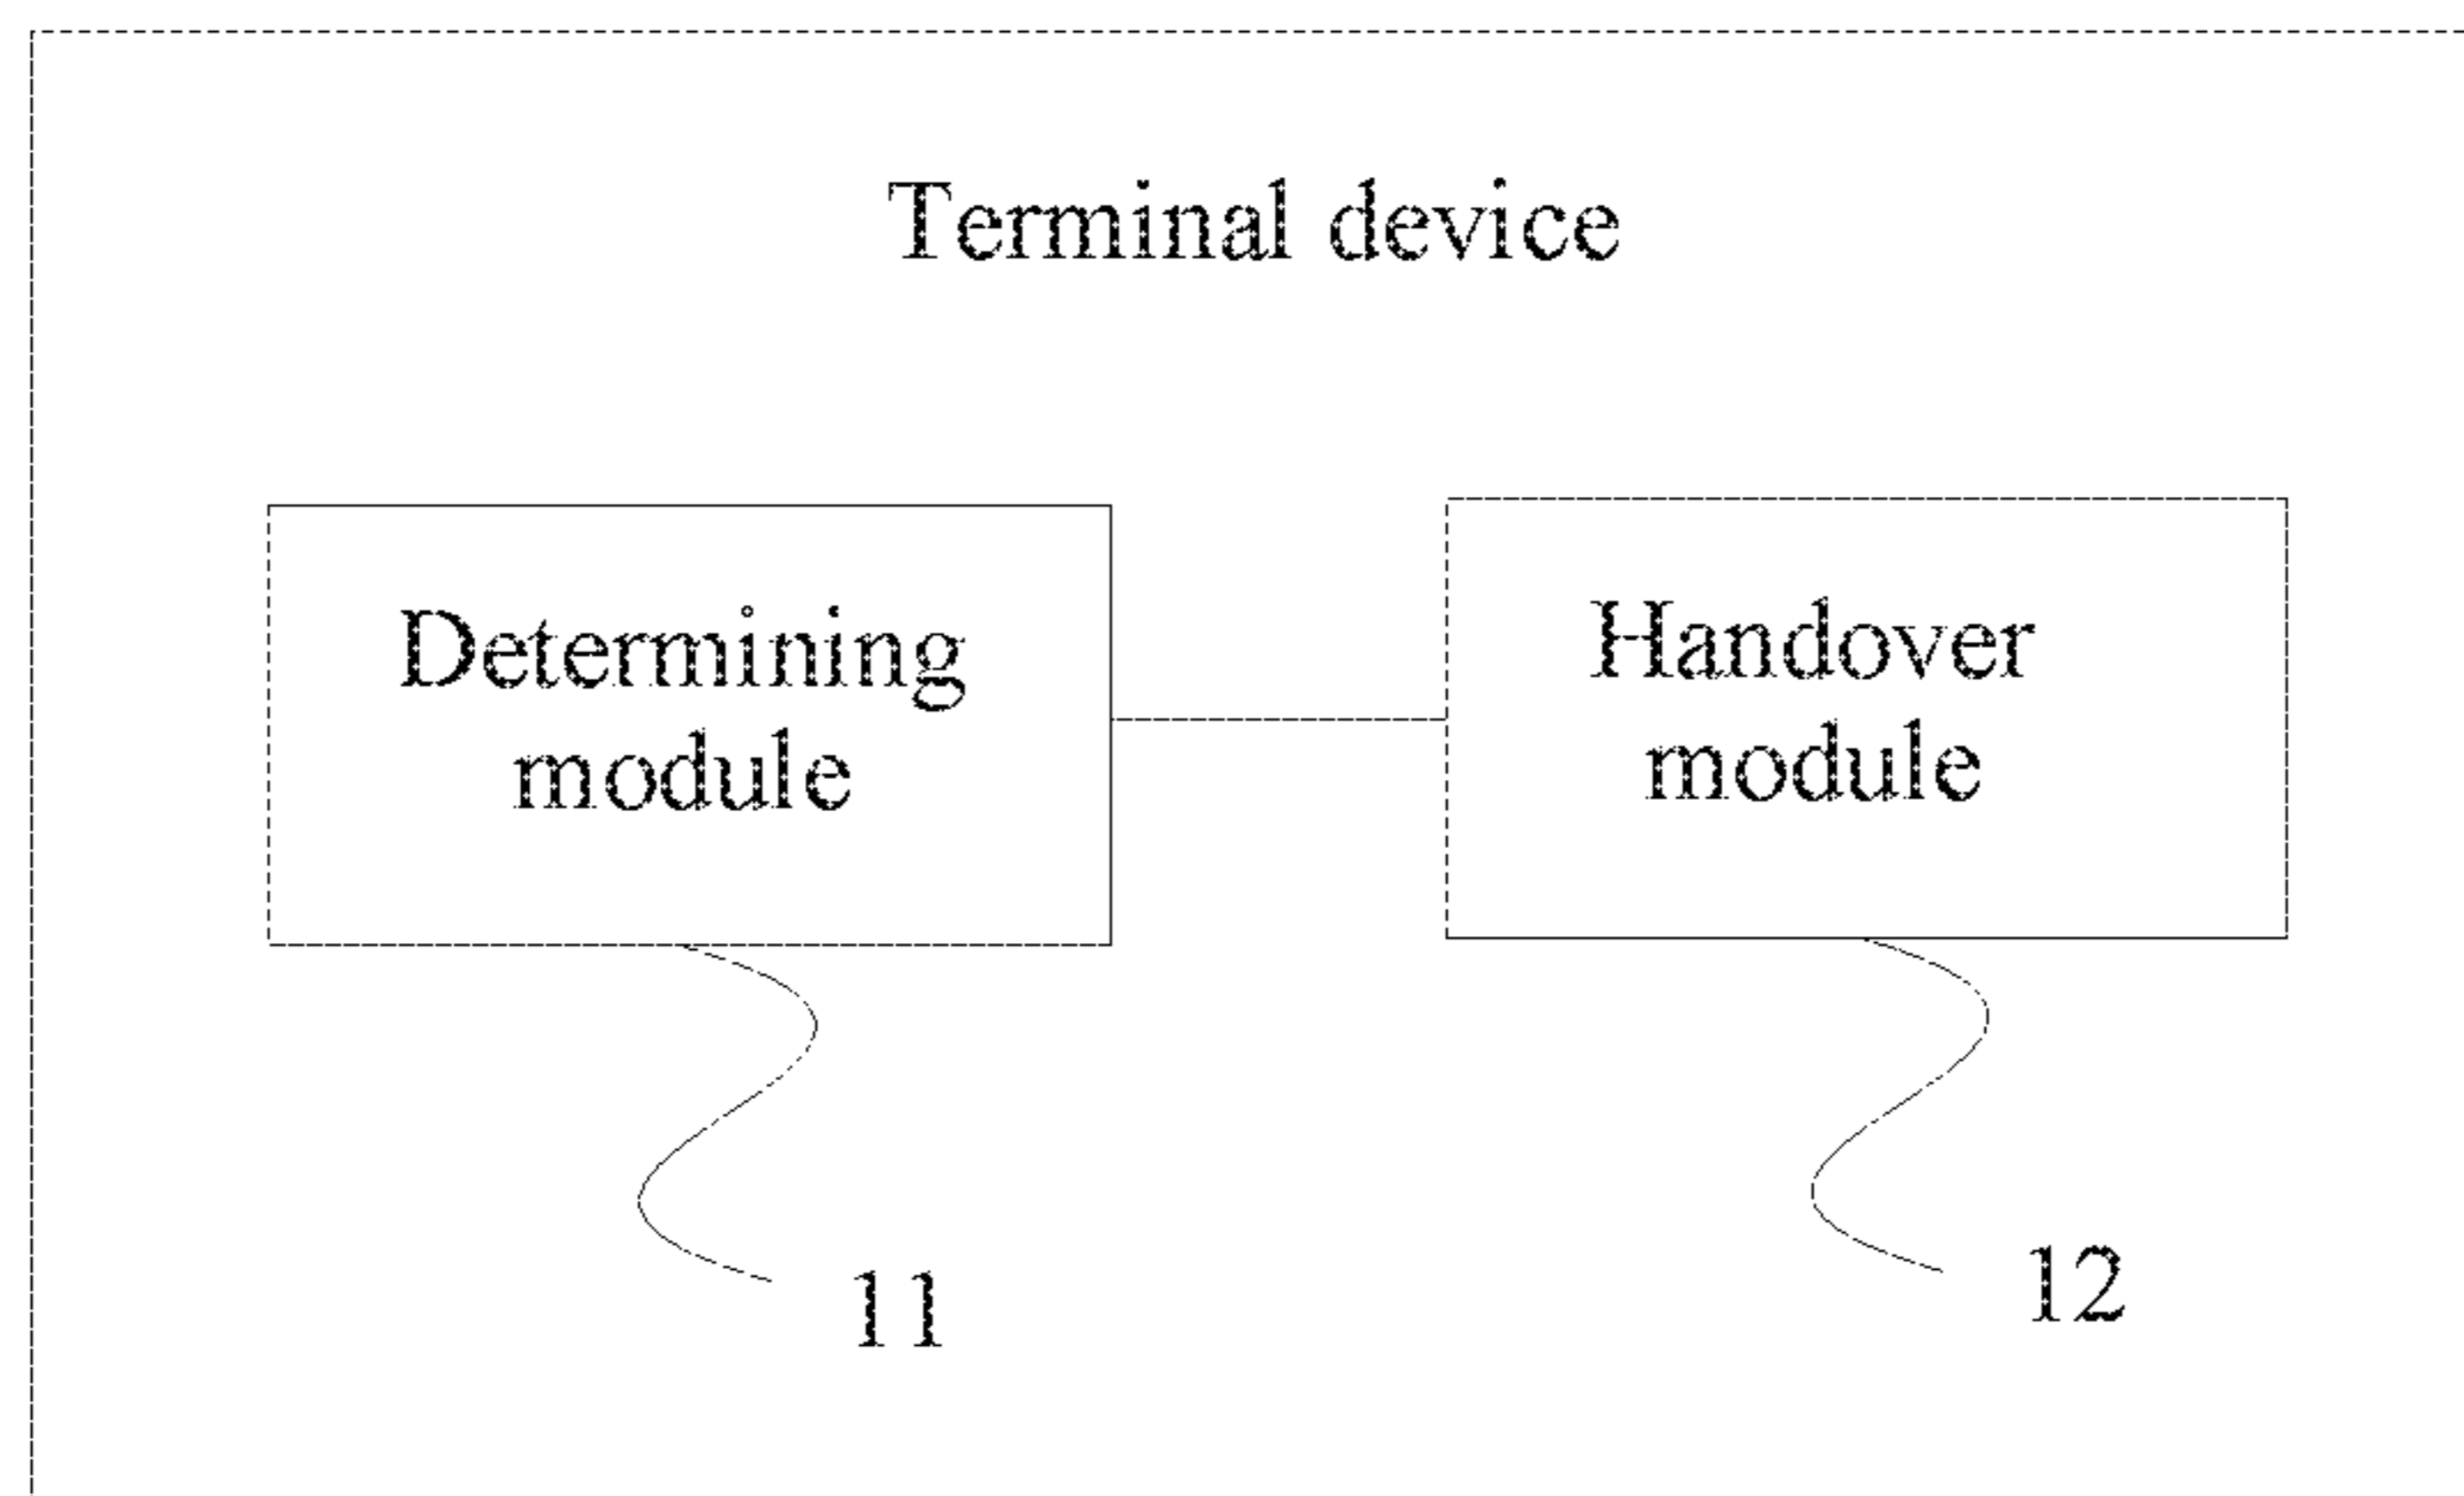 Terminal device
Determining
module
Handover
module
11
12